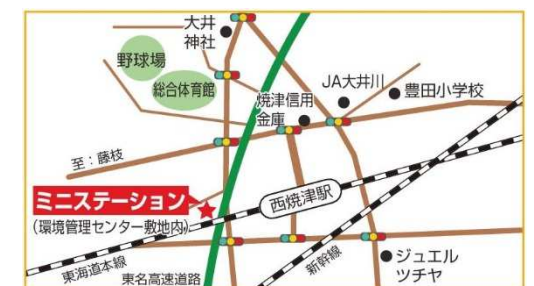 大井
神社
野球場
総合体育館
JA大井川
豊田小学校
焼津信用
金庫
至：藤枝
ミニステーション
(環境管理センター敷地内)
西焼津駅
ジュエル
ツチヤ
新幹線
東海道本線
東名高速道路